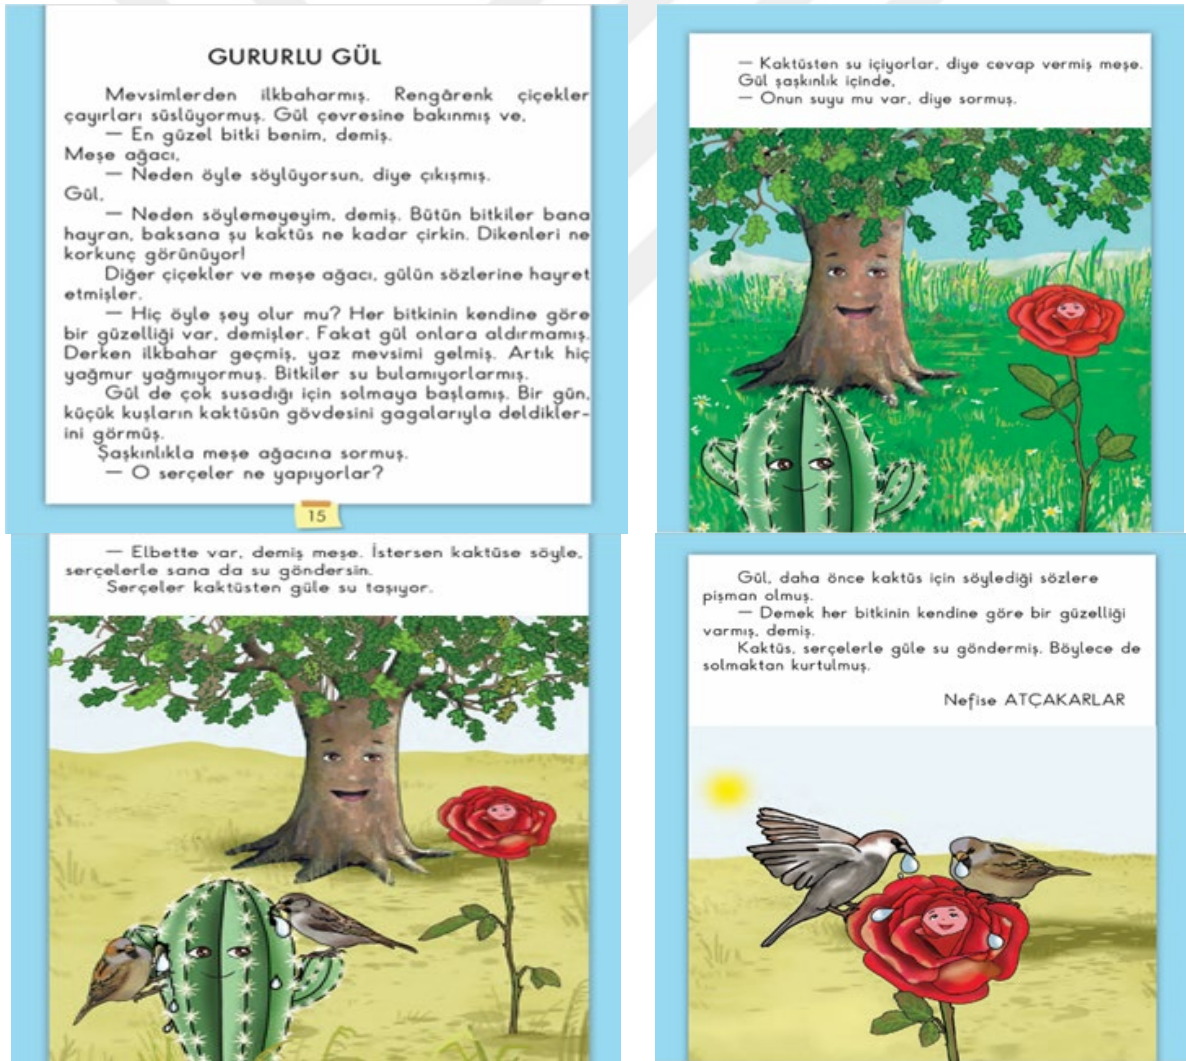 GURURLU GÜL
Mevsimlerden ilkbaharmış. Rengârenk çiçekler
çayırları süslüyormuş. Gül çevresine bakınmış ve,
— En güzel bitki benim, demiş.
Meşe ağacı,
— Neden öyle söylüyorsun, diye çıkışmış.
Gül,
— Neden söylemeyeyim, demiş. Bütün bitkiler bana
hayran, baksana şu kaktüs ne kadar çirkin. Dikenleri ne
korkunç görünüyor!
Diğer çiçekler ve meşe ağacı, gülün sözlerine hayret
etmişler.
— Hiç öyle şey olur mu? Her bitkinin kendine göre
bir güzelliği var, demişler. Fakat gül onlara aldırmamış.
Derken ilkbahar geçmiş, yaz mevsimi gelmiş. Artık hiç
yağmur yağmıyormuş. Bitkiler su bulamıyorlarmış.
Gül de çok susadığı için solmaya başlamış. Bir gün,
küçük kuşların kaktüsün gövdesini gagalarıyla deldikler-
ini görmüş.
Şaşkınlıkla meşe ağacına sormuş.
— O serçeler ne yapıyorlar?
15
— Kaktüsten su içiyorlar, diye cevap vermiş meşe.
Gül şaşkınlık içinde,
— Onun suyu mu var, diye sormuş.
— Elbette var, demiş meşe. İstersen kaktüse söyle,
serçelerle sana da su göndersin.
Serçeler kaktüsten güle su taşıyor.
Gül, daha önce kaktüs için söylediği sözlere
pişman olmuş.
— Demek her bitkinin kendine göre bir güzelliği
varmış, demiş.
Kaktüs, serçelerle güle su göndermiş. Böylece de
solmaktan kurtulmuş.
Nefise ATÇAKARLAR